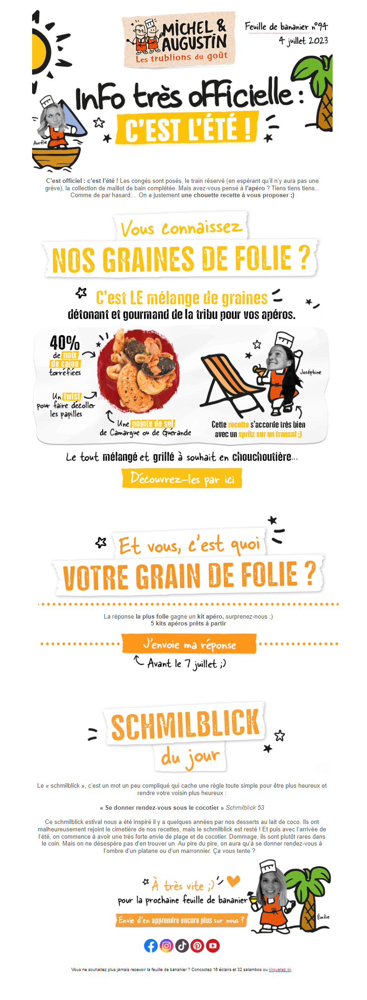 MICHEL &
AUGUSTIN
Les trublions du goût
Feuille de bananier n°94
4 juillet 2023
Info très officielle :
C'EST L'ÉTÉ !
Aurélie
C'est officiel : c'est l'été ! Les congés sont posés, le train réservé (en espérant qu'il n'y aura pas une
grève), la collection de maillot de bain complétée. Mais avez-vous pensé à l'apéro ? Tiens tiens tiens...
Comme de par hasard... On a justement une chouette recette à vous proposer ;)
Vous connaissez
NOS GRAINES DE FOLIE ?
C'est LE mélange de graines
détonant et gourmand de la tribu pour vos apéros.
40%
de noix
de cajou
torréfiées
Un twist
pour faire décoller
les papilles
Une pointe de sel
de Camargue ou de Guérande
Joséphine
Cette recette s'accorde très bien
avec un spritz sur un transat ;)
Le tout mélangé et grillé à souhait en chouchoutière...
Découvrez-les par ici
Et vous, c'est quoi
VOTRE GRAIN DE FOLIE ?
La réponse la plus folle gagne un kit apéro, surprenez-nous ;)
5 kits apéros prêts à partir
J'envoie ma réponse
Avant le 7 juillet ;)
SCHMILBLICK
du jour
Le « schmilblick », c'est un mot un peu compliqué qui cache une règle toute simple pour être plus heureux et
rendre votre voisin plus heureux :
« Se donner rendez-vous sous le cocotier » Schmilblick 53
Ce schmilblick estival nous a été inspiré il y a quelques années par nos desserts au lait de coco. Ils ont
malheureusement rejoint le cimetière de nos recettes, mais le schmilblick est resté ! Et puis avec l'arrivée de
l'été, on commence à avoir une très forte envie de plage et de cocotier. Dommage, ils sont plutôt rares dans
le coin. Mais on ne désespère pas d'en trouver un. Au pire du pire, on aura qu'à se donner rendez-vous à
l'ombre d'un platane ou d'un marronnier. Ça vous tente ?
À très vite ;)
pour la prochaine feuille de bananier
Envie d'en apprendre encore plus sur nous ?
Émilie
Vous ne souhaitez plus jamais recevoir la feuille de bananier ? Concoctez 16 éclairs et 32 salambos ou cliquetez ici.